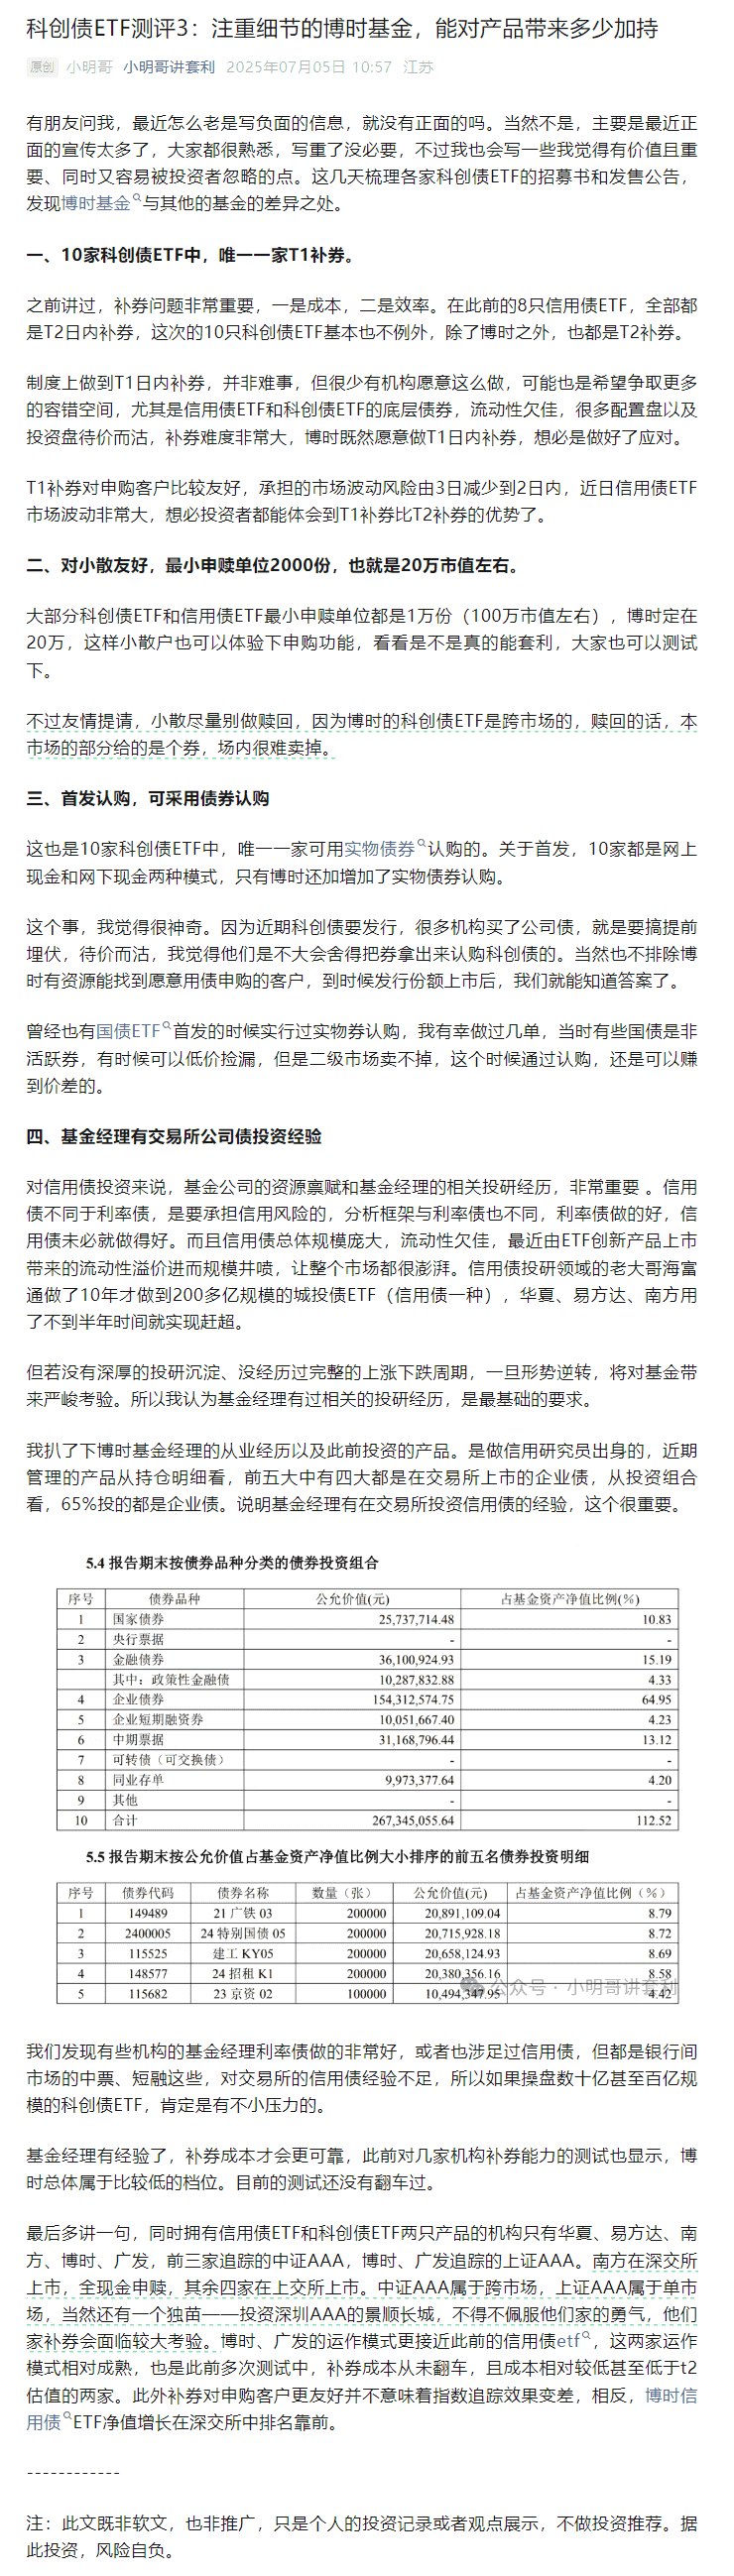 科创债ETF测评3：注重细节的博时基金，能对产品带来多少加持
原创 小明哥 小明哥讲套利 2025年07月05日 10:57 江苏
有朋友问我，最近怎么老是写负面的信息，就没有正面的吗。当然不是，主要是最近正
面的宣传太多了，大家都很熟悉，写重了没必要，不过我也会写一些我觉得有价值且重
要、同时又容易被投资者忽略的点。这几天梳理各家科创债ETF的招募书和发售公告，
发现博时基金与其他的基金的差异之处。
一、10家科创债ETF中，唯一一家T1补券。
之前讲过，补券问题非常重要，一是成本，二是效率。在此前的8只信用债ETF，全部都
是T2日内补券，这次的10只科创债ETF基本也不例外，除了博时之外，也都是T2补券。
制度上做到T1日内补券，并非难事，但很少有机构愿意这么做，可能也是希望争取更多
的容错空间，尤其是信用债ETF和科创债ETF的底层债券，流动性欠佳，很多配置盘以及
投资盘待价而沽，补券难度非常大，博时既然愿意做T1日内补券，想必是做好了应对。
T1补券对申购客户比较友好，承担的市场波动风险由3日减少到2日内，近日信用债ETF
市场波动非常大，想必投资者都能体会到T1补券比T2补券的优势了。
二、对小散友好，最小申赎单位2000份，也就是20万市值左右。
大部分科创债ETF和信用债ETF最小申赎单位都是1万份（100万市值左右），博时定在
20万，这样小散户也可以体验下申购功能，看看是不是真的能套利，大家也可以测试
下。
不过友情提请，小散尽量别做赎回，因为博时的科创债ETF是跨市场的，赎回的话，本
市场的部分给的是个券，场内很难卖掉。
三、首发认购，可采用债券认购
这也是10家科创债ETF中，唯一一家可用实物债券认购的。关于首发，10家都是网上
现金和网下现金两种模式，只有博时还加增加了实物债券认购。
这个事，我觉得很神奇。因为近期科创债要发行，很多机构买了公司债，就是要搞提前
埋伏，待价而沽，我觉得他们是不大会舍得把券拿出来认购科创债的。当然也不排除博
时有资源能找到愿意用债申购的客户，到时候发行份额上市后，我们就能知道答案了。
曾经也有国债ETF首发的时候实行过实物券认购，我有幸做过几单，当时有些国债是非
活跃券，有时候可以低价捡漏，但是二级市场卖不掉，这个时候通过认购，还是可以赚
到价差的。
四、基金经理有交易所公司债投资经验
对信用债投资来说，基金公司的资源禀赋和基金经理的相关投研经历，非常重要 。信用
债不同于利率债，是要承担信用风险的，分析框架与利率债也不同，利率债做的好，信
用债未必就做得好。而且信用债总体规模庞大，流动性欠佳，最近由ETF创新产品上市
带来的流动性溢价进而规模井喷，让整个市场都很澎湃。信用债投研领域的老大哥海富
通做了10年才做到200多亿规模的城投债ETF（信用债一种），华夏、易方达、南方用
了不到半年时间就实现赶超。
但若没有深厚的投研沉淀、没经历过完整的上涨下跌周期，一旦形势逆转，将对基金带
来严峻考验。所以我认为基金经理有过相关的投研经历，是最基础的要求。
我扒了下博时基金经理的从业经历以及此前投资的产品。是做信用研究员出身的，近期
管理的产品从持仓明细看，前五大中有四大都是在交易所上市的企业债，从投资组合
看，65%投的都是企业债。说明基金经理有在交易所投资信用债的经验，这个很重要。
5.4 报告期末按债券品种分类的债券投资组合
序号 债券品种 公允价值(元) 占基金资产净值比例(%)
1 国家债券 25,737,714.48 10.83
2 央行票据 - -
3 金融债券 36,100,924.93 15.19
其中：政策性金融债 10,287,832.88 4.33
4 企业债券 154,312,574.75 64.95
5 企业短期融资券 10,051,667.40 4.23
6 中期票据 31,168,796.44 13.12
7 可转债（可交换债） - -
8 同业存单 9,973,377.64 4.20
9 其他 - -
10 合计 267,345,055.64 112.52
5.5 报告期末按公允价值占基金资产净值比例大小排序的前五名债券投资明细
序号 债券代码 债券名称 数量（张） 公允价值(元) 占基金资产净值比例（%）
1 149489 21 广铁 03 200000 20,891,109.04 8.79
2 2400005 24 特别国债 05 200000 20,715,928.18 8.72
3 115525 建工 KY05 200000 20,658,124.93 8.69
4 148577 24 招租 K1 200000 20,380,356.16 8.58
5 115682 23 京资 02 100000 10,494,347.95 4.42
公众号 · 小明哥讲套利
我们发现有些机构的基金经理利率债做的非常好，或者也涉足过信用债，但都是银行间
市场的中票、短融这些，对交易所的信用债经验不足，所以如果操盘数十亿甚至百亿规
模的科创债ETF，肯定是有不小压力的。
基金经理有经验了，补券成本才会更可靠，此前对几家机构补券能力的测试也显示，博
时总体属于比较低的档位。目前的测试还没有翻车过。
最后多讲一句，同时拥有信用债ETF和科创债ETF两只产品的机构只有华夏、易方达、南
方、博时、广发，前三家追踪的中证AAA，博时、广发追踪的上证AAA。南方在深交所
上市，全现金申赎，其余四家在上交所上市。中证AAA属于跨市场，上证AAA属于单市
场，当然还有一个独苗——投资深圳AAA的景顺长城，不得不佩服他们家的勇气，他们
家补券会面临较大考验。博时、广发的运作模式更接近此前的信用债etf，这两家运作
模式相对成熟，也是此前多次测试中，补券成本从未翻车，且成本相对较低甚至低于t2
估值的两家。此外补券对申购客户更友好并不意味着指数追踪效果变差，相反，博时信
用债ETF净值增长在深交所中排名靠前。
------------
注：此文既非软文，也非推广，只是个人的投资记录或者观点展示，不做投资推荐。据
此投资，风险自负。